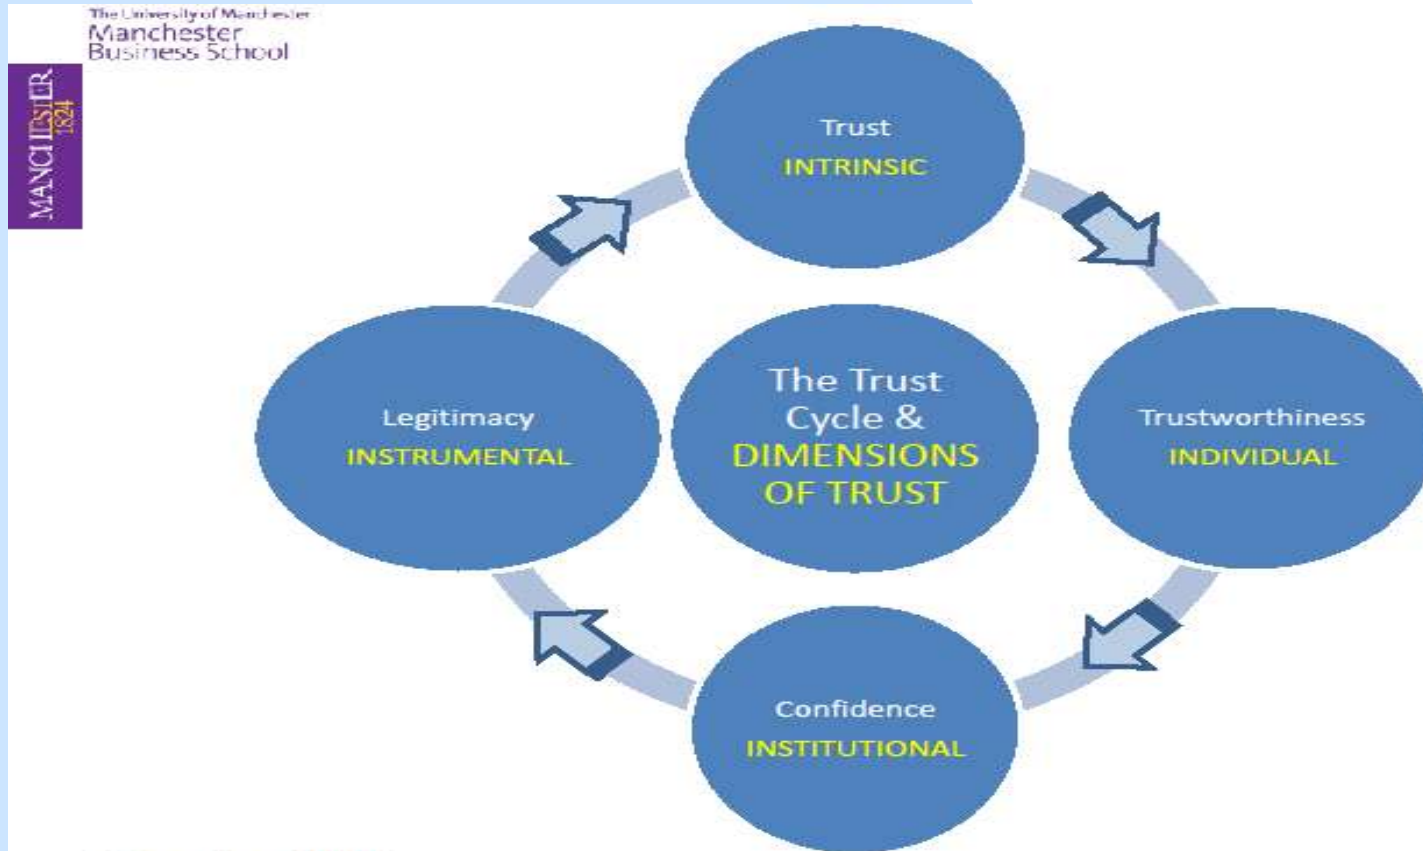 The University of Manchester
Manchester
Business School
MANCHESTER
1824
Trust
INTRINSIC
Legitimacy
INSTRUMENTAL
The Trust
Cycle &
DIMENSIONS
OF TRUST
Trustworthiness
INDIVIDUAL
Confidence
INSTITUTIONAL